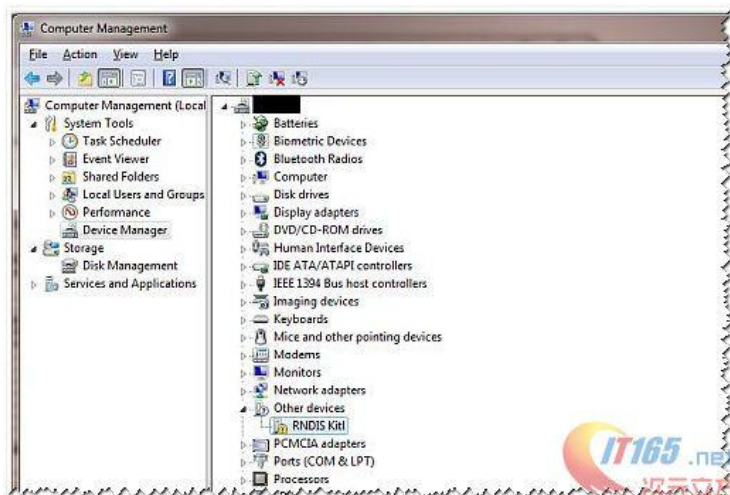 Computer Management
File Action View Help
Computer Management (Local
System Tools
Task Scheduler
Event Viewer
Shared Folders
Local Users and Groups
Performance
Device Manager
Storage
Disk Management
Services and Applications
Batteries
Biometric Devices
Bluetooth Radios
Computer
Disk drives
Display adapters
DVD/CD-ROM drives
Human Interface Devices
IDE ATA/ATAPI controllers
IEEE 1394 Bus host controllers
Imaging devices
Keyboards
Mice and other pointing devices
Modems
Monitors
Network adapters
Other devices
RNDIS Kitl
PCMCIA adapters
Ports (COM & LPT)
Processors
IT165.ne